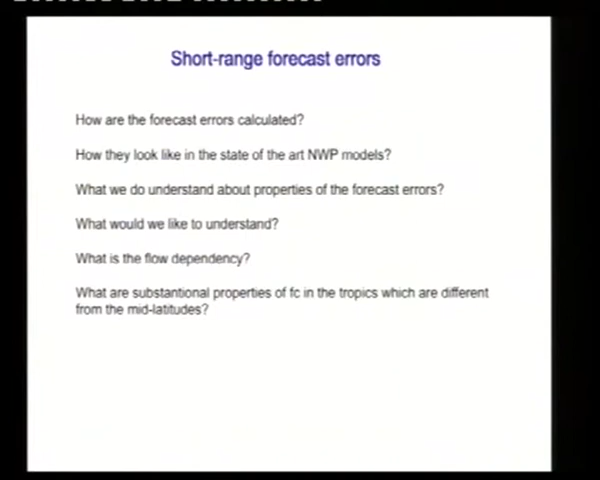 Short-range forecast errors
How are the forecast errors calculated?
How they look like in the state of the art NWP models?
What we do understand about properties of the forecast errors?
What would we like to understand?
What is the flow dependency?
What are substantional properties of fc in the tropics which are different
from the mid-latitudes?